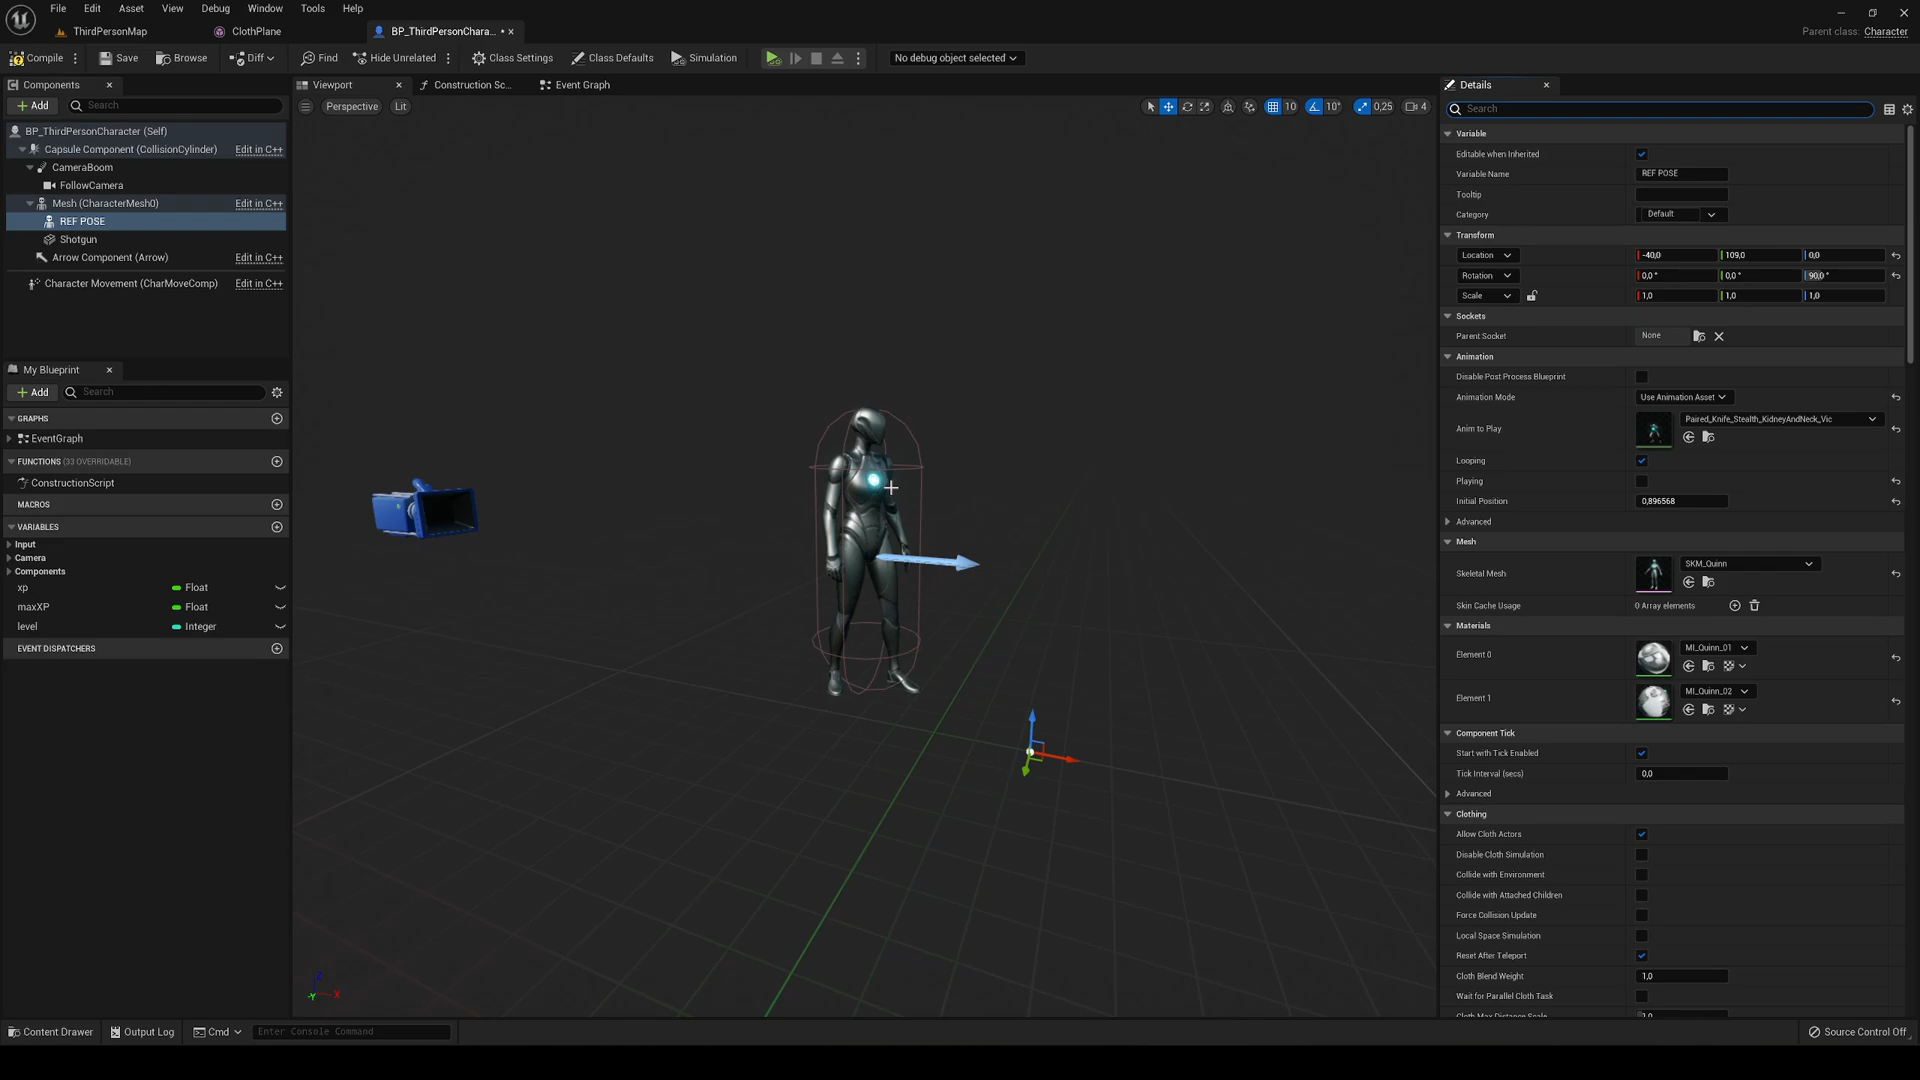 File Edit Asset View Debug Window Tools Help
ThirdPersonMap ClothPlane BP_ThirdPersonChara... • Parent class: Character
Compile Save Browse Diff Find Hide Unrelated Class Settings Class Defaults Simulation No debug object selected
Components
Add Search
BP_ThirdPersonCharacter (Self)
Capsule Component (CollisionCylinder) Edit in C++
CameraBoom
FollowCamera
Mesh (CharacterMesh0) Edit in C++
REF POSE
Shotgun
Arrow Component (Arrow) Edit in C++
Character Movement (CharMoveComp) Edit in C++
My Blueprint
Add Search
GRAPHS
EventGraph
FUNCTIONS (33 OVERRIDABLE)
ConstructionScript
MACROS
VARIABLES
Input
Camera
Components
xp Float
maxXP Float
level Integer
EVENT DISPATCHERS
Viewport Construction Sc... Event Graph
Perspective Lit 10 10° 0,25 4
Z X Y
Details
Search
Variable
Editable when Inherited
Variable Name REF POSE
Tooltip
Category Default
Transform
Location -40,0 109,0 0,0
Rotation 0,0 ° 0,0 ° 90,0 °
Scale 1,0 1,0 1,0
Sockets
Parent Socket None
Animation
Disable Post Process Blueprint
Animation Mode Use Animation Asset
Anim to Play Paired_Knife_Stealth_KidneyAndNeck_Vic
Looping
Playing
Initial Position 0,896568
Advanced
Mesh
Skeletal Mesh SKM_Quinn
Skin Cache Usage 0 Array elements
Materials
Element 0 MI_Quinn_01
Element 1 MI_Quinn_02
Component Tick
Start with Tick Enabled
Tick Interval (secs) 0,0
Advanced
Clothing
Allow Cloth Actors
Disable Cloth Simulation
Collide with Environment
Collide with Attached Children
Force Collision Update
Local Space Simulation
Reset After Teleport
Cloth Blend Weight 1,0
Wait for Parallel Cloth Task
Cloth Max Distance Scale 1,0
Content Drawer Output Log Cmd Enter Console Command Source Control Off